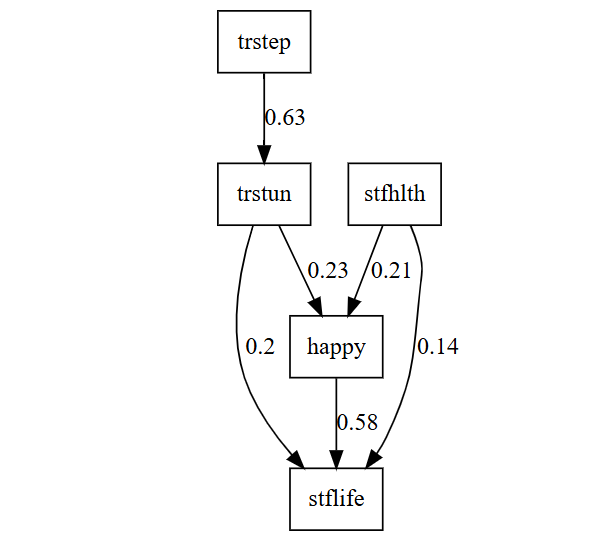 trstep
0.63
trstun
stfhlth
0.23
0.21
0.2
happy
0.14
0.58
stflife